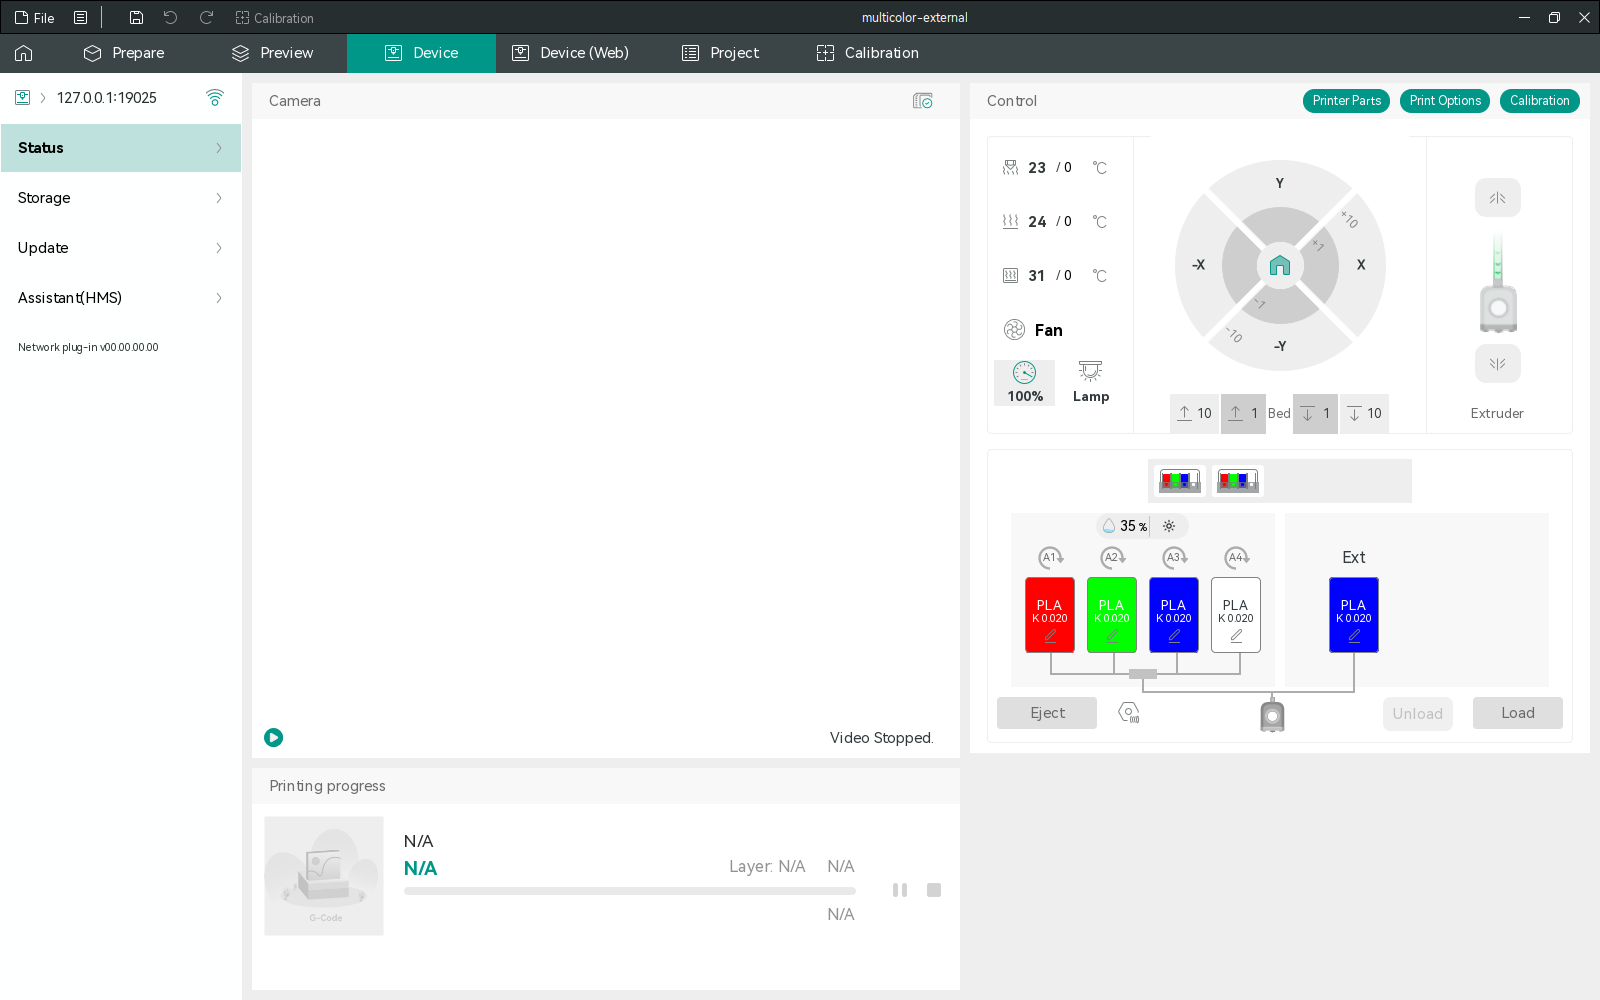 File
Calibration
multicolor-external
Prepare
Preview
Device
Device (Web)
Project
Calibration
127.0.0.1:19025
Status
Storage
Update
Assistant(HMS)
Network plug-in v00.00.00.00
Camera
Video Stopped.
Printing progress
G-Code
N/A
N/A
Layer: N/A N/A
N/A
Control
Printer Parts
Print Options
Calibration
23 / 0 ℃
24 / 0 ℃
31 / 0 ℃
Fan
100%
Lamp
Y
+10
+1
-X
X
-1
-10
-Y
10
1
Bed
1
10
Extruder
35 %
A1
A2
A3
A4
Ext
PLA
K 0.020
PLA
K 0.020
PLA
K 0.020
PLA
K 0.020
PLA
K 0.020
Eject
Unload
Load